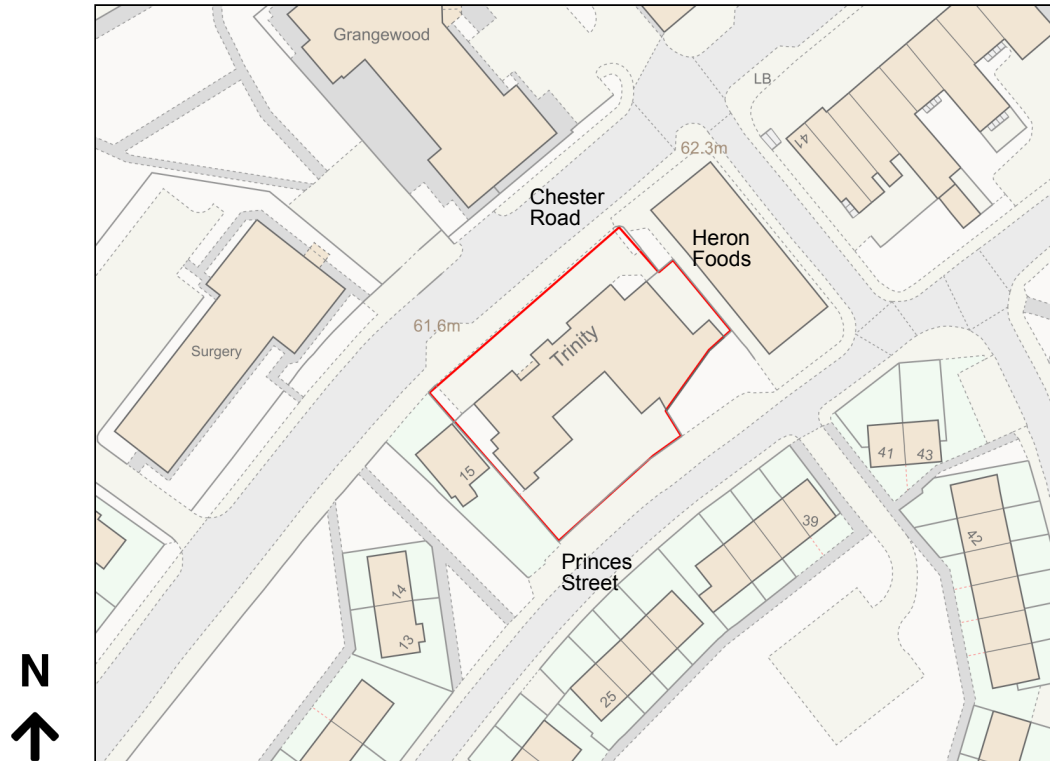 Grangewood
LB
41
62.3m
Chester
Road
Heron
Foods
61.6m
Trinity
Surgery
15
41
43
39
42
Princes
Street
14
13
25
N